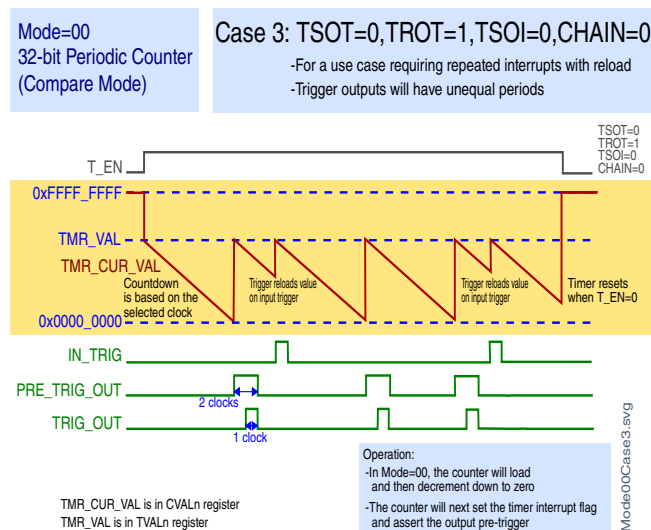 Mode=00
32-bit Periodic Counter
(Compare Mode)
Case 3: TSOT=0,TROT=1,TSOI=0,CHAIN=0
-For a use case requiring repeated interrupts with reload
-Trigger outputs will have unequal periods
TSOT=0
TROT=1
TSOI=0
CHAIN=0
T_EN
0xFFFF_FFFF
TMR_VAL
TMR_CUR_VAL
Countdown
is based on the
selected clock
Trigger reloads value
on input trigger
Trigger reloads value
on input trigger
Timer resets
when T_EN=0
0x0000_0000
IN_TRIG
PRE_TRIG_OUT
2 clocks
TRIG_OUT
1 clock
Operation:
-In Mode=00, the counter will load
and then decrement down to zero
-The counter will next set the timer interrupt flag
and assert the output pre-trigger
TMR_CUR_VAL is in CVALn register
TMR_VAL is in TVALn register
Mode00Case3.svg